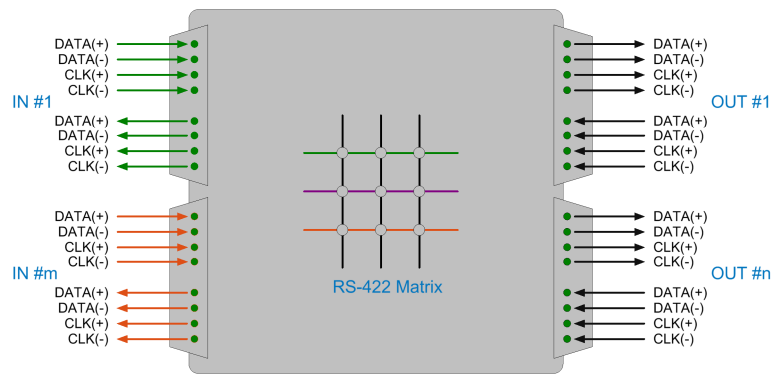 DATA(+)
DATA(-)
CLK(+)
CLK(-)
IN #1
DATA(+)
DATA(-)
CLK(+)
CLK(-)
DATA(+)
DATA(-)
CLK(+)
CLK(-)
IN #m
DATA(+)
DATA(-)
CLK(+)
CLK(-)
RS-422 Matrix
DATA(+)
DATA(-)
CLK(+)
CLK(-)
OUT #1
DATA(+)
DATA(-)
CLK(+)
CLK(-)
DATA(+)
DATA(-)
CLK(+)
CLK(-)
OUT #n
DATA(+)
DATA(-)
CLK(+)
CLK(-)